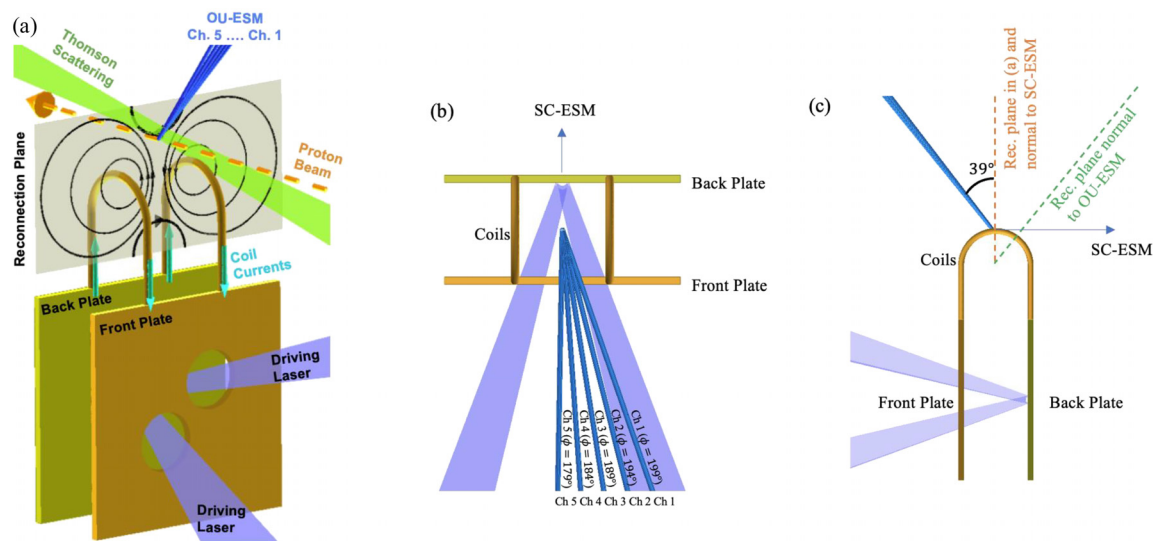 (a)
OU-ESM
Ch. 5 .... Ch. 1
Thomson
Scattering
Proton
Beam
Reconnection Plane
Coil
Currents
Back Plate
Front Plate
Driving
Laser
Driving
Laser
(b)
SC-ESM
Back Plate
Coils
Front Plate
Ch 5 (ϕ = 179°)
Ch 4 (ϕ = 184°)
Ch 3 (ϕ = 189°)
Ch 2 (ϕ = 194°)
Ch 1 (ϕ = 199°)
Ch 5 Ch 4 Ch 3 Ch 2 Ch 1
(c)
Rec. plane in (a) and
normal to SC-ESM
39°
Rec. plane normal
to OU-ESM
SC-ESM
Coils
Front Plate
Back Plate